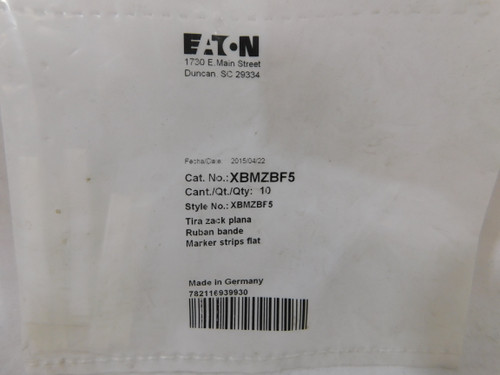 EATON
1730 E. Main Street
Duncan SC 29334
Fecha/Date 2015/04/22
Cat. No.:XBMZBF5
Cant./Qt./Qty: 10
Style No.:XBMZBF5
Tira zack plana
Ruban bande
Marker strips flat
Made in Germany
782116939930